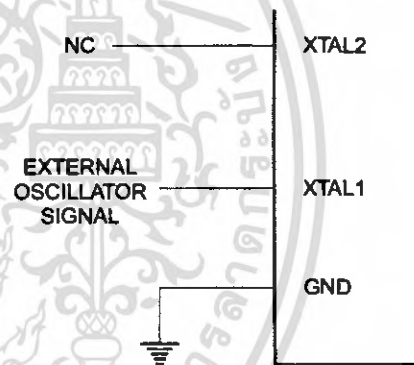 NC
XTAL2
EXTERNAL
OSCILLATOR
SIGNAL
XTAL1
GND